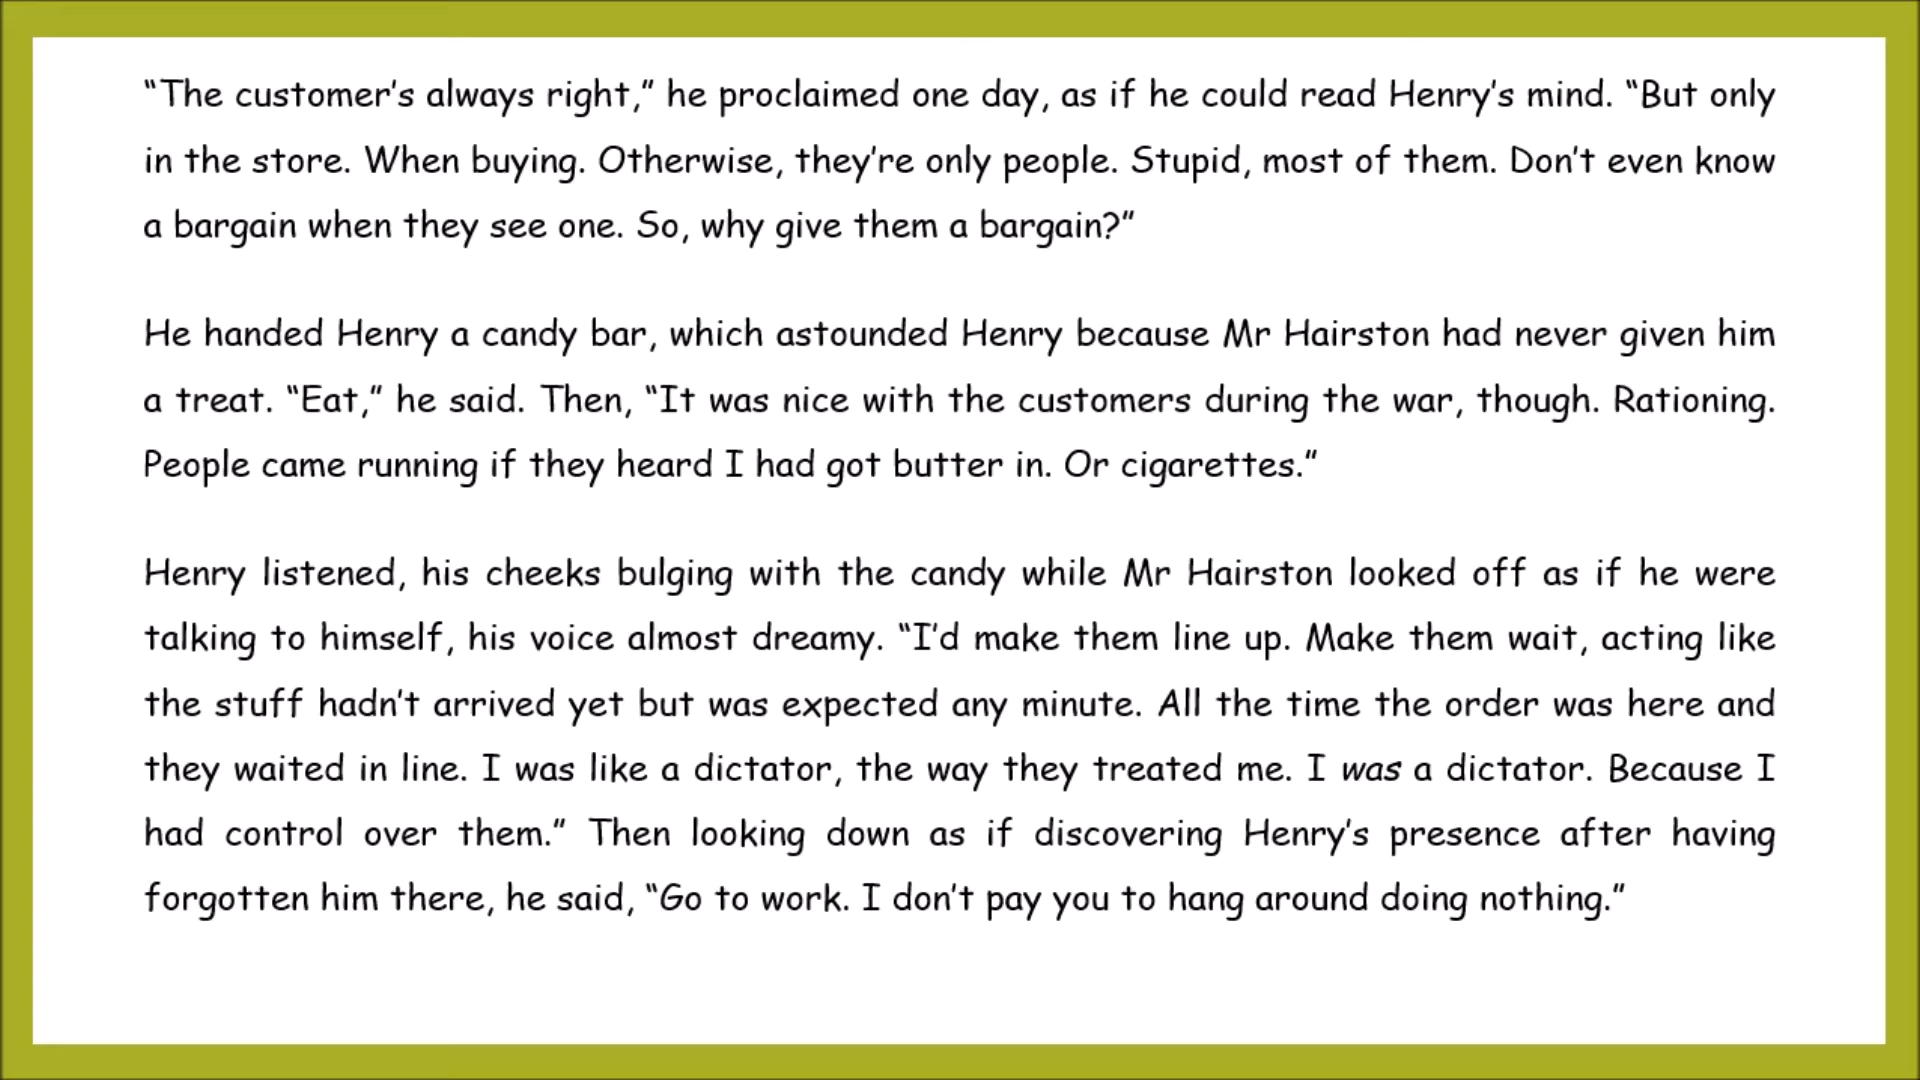 “The customer’s always right,” he proclaimed one day, as if he could read Henry’s mind. “But only
in the store. When buying. Otherwise, they’re only people. Stupid, most of them. Don’t even know
a bargain when they see one. So, why give them a bargain?”
He handed Henry a candy bar, which astounded Henry because Mr Hairston had never given him
a treat. “Eat,” he said. Then, “It was nice with the customers during the war, though. Rationing.
People came running if they heard I had got butter in. Or cigarettes.”
Henry listened, his cheeks bulging with the candy while Mr Hairston looked off as if he were
talking to himself, his voice almost dreamy. “I’d make them line up. Make them wait, acting like
the stuff hadn’t arrived yet but was expected any minute. All the time the order was here and
they waited in line. I was like a dictator, the way they treated me. I was a dictator. Because I
had control over them.” Then looking down as if discovering Henry’s presence after having
forgotten him there, he said, “Go to work. I don’t pay you to hang around doing nothing.”